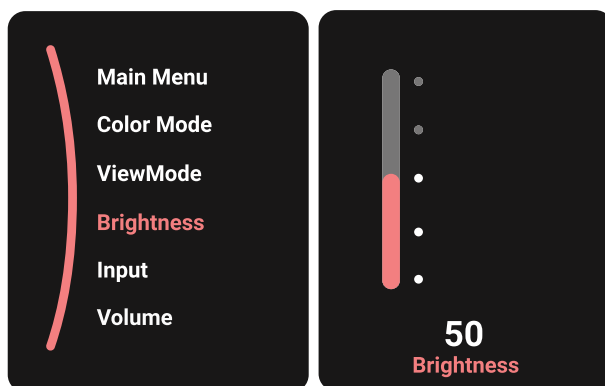 Main Menu
Color Mode
ViewMode
Brightness
Input
Volume
50
Brightness